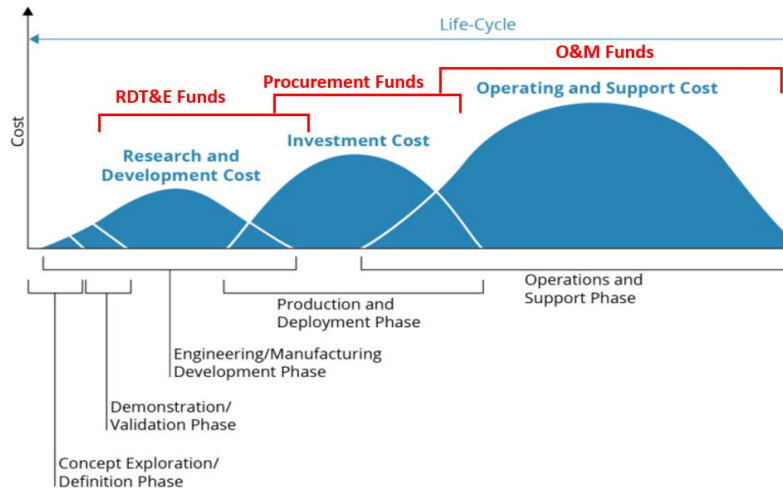 Life-Cycle
O&M Funds
Procurement Funds
RDT&E Funds
Operating and Support Cost
Investment Cost
Research and
Development Cost
Cost
Operations and
Support Phase
Production and
Deployment Phase
Engineering/Manufacturing
Development Phase
Demonstration/
Validation Phase
Concept Exploration/
Definition Phase